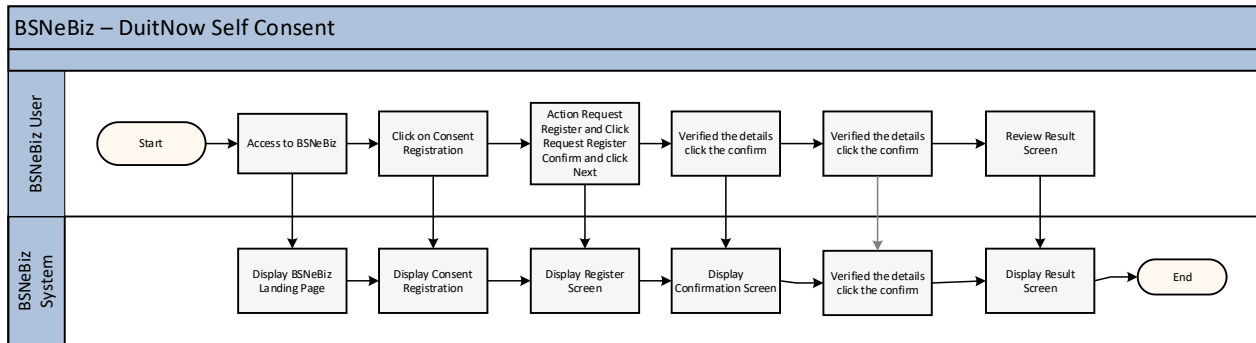 BSNeBiz – DuitNow Self Consent
BSNeBiz User
Start
Access to BSNeBiz
Click on Consent
Registration
Action Request
Register and Click
Request Register
Confirm and click
Next
Verified the details
click the confirm
Verified the details
click the confirm
Review Result
Screen
BSNeBiz
System
Display BSNeBiz
Landing Page
Display Consent
Registration
Display Register
Screen
Display
Confirmation Screen
Verified the details
click the confirm
Display Result
Screen
End